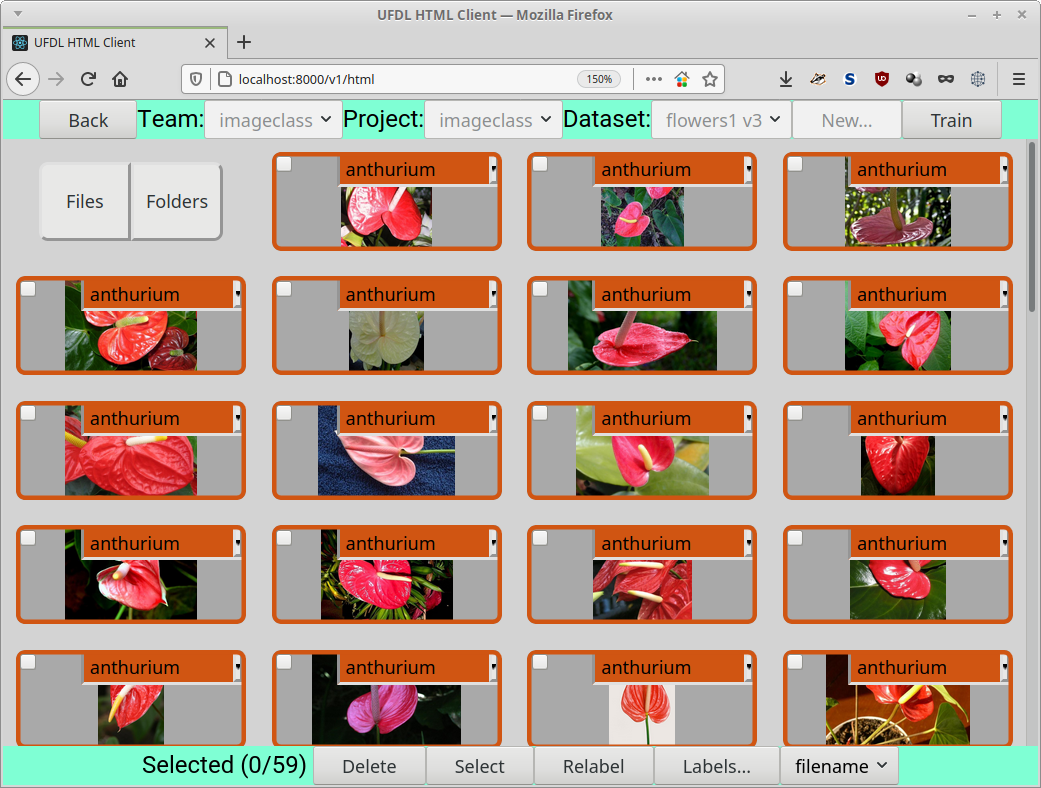 UFDL HTML Client — Mozilla Firefox
UFDL HTML Client
localhost:8000/v1/html 150%
Back Team: imageclass Project: imageclass Dataset: flowers1 v3 New... Train
Files Folders anthurium anthurium anthurium
anthurium anthurium anthurium anthurium
anthurium anthurium anthurium anthurium
anthurium anthurium anthurium anthurium
anthurium anthurium anthurium anthurium
Selected (0/59) Delete Select Relabel Labels... filename